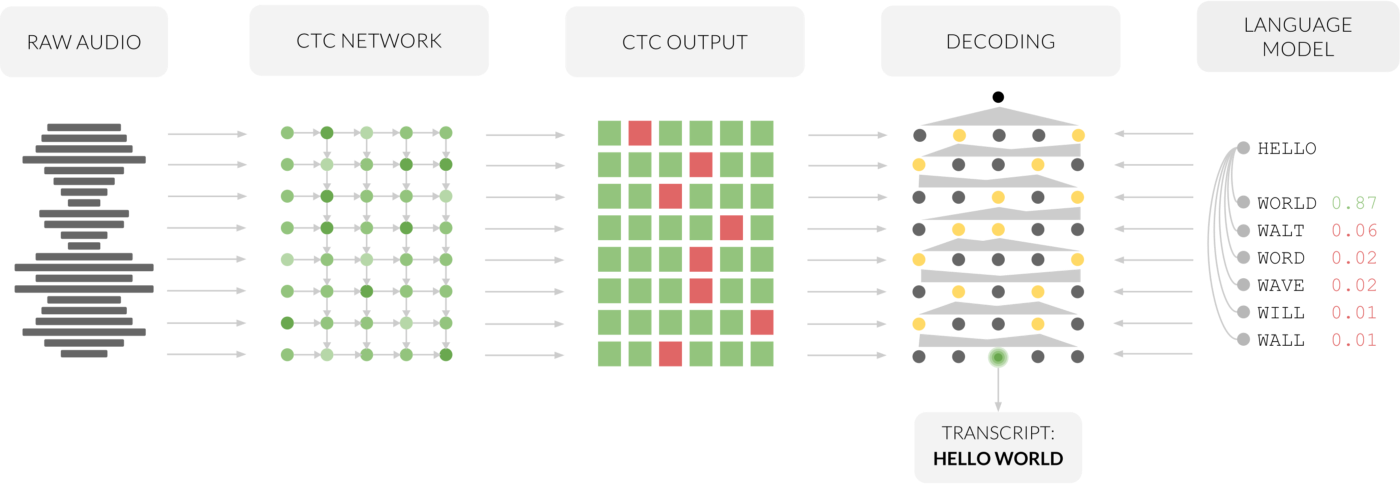 RAW AUDIO
CTC NETWORK
CTC OUTPUT
DECODING
LANGUAGE
MODEL
HELLO
WORLD 0.87
WALT 0.06
WORD 0.02
WAVE 0.02
WILL 0.01
WALL 0.01
TRANSCRIPT:
HELLO WORLD